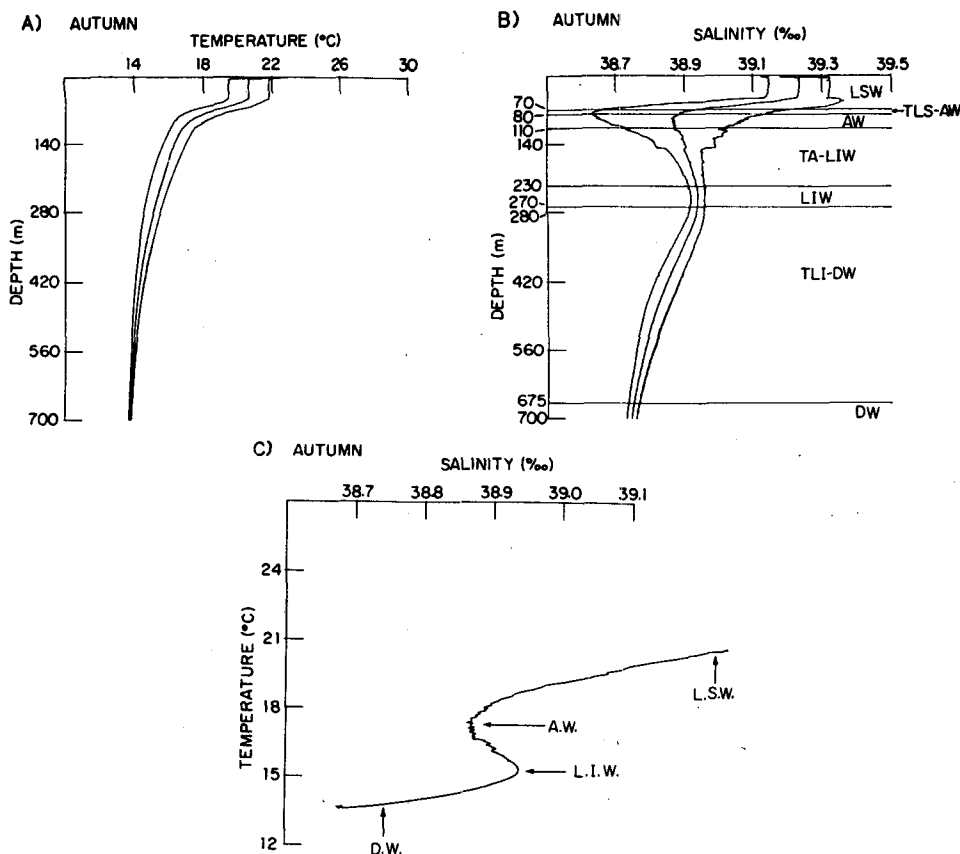 A) AUTUMN
TEMPERATURE (°C)
14 18 22 26 30
140
280
420
560
700
DEPTH (m)
B) AUTUMN
SALINITY (‰)
38.7 38.9 39.1 39.3 39.5
70
80
110
140
230
270
280
420
560
675
700
DEPTH (m)
LSW
TLS-AW
AW
TA-LIW
LIW
TLI-DW
DW
C) AUTUMN
SALINITY (‰)
38.7 38.8 38.9 39.0 39.1
24
21
18
15
12
TEMPERATURE (°C)
L.S.W.
A.W.
L.I.W.
D.W.